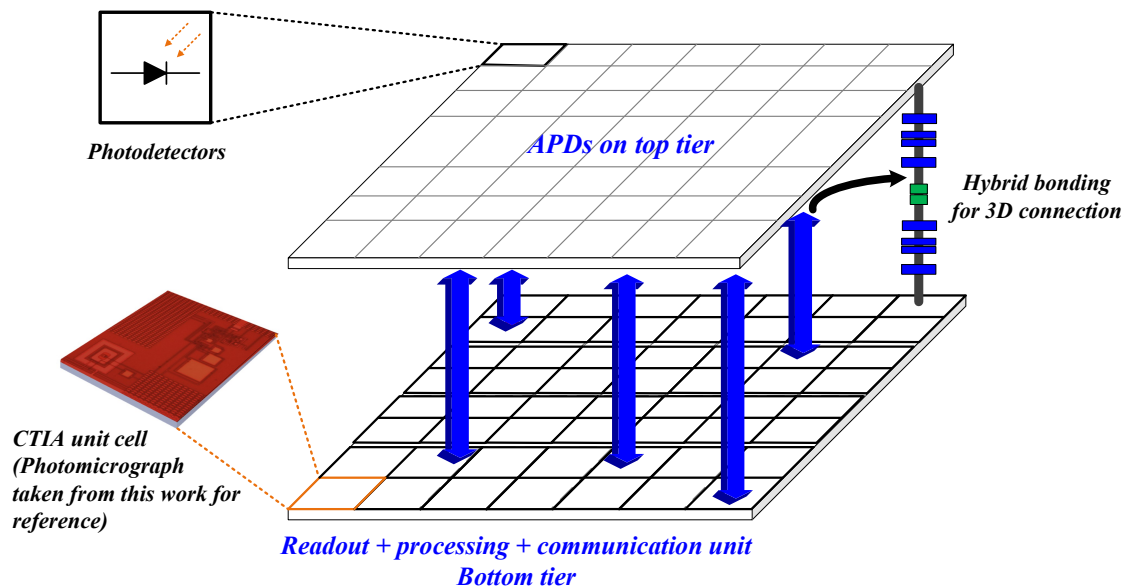 Photodetectors
APDs on top tier
Hybrid bonding
for 3D connection
CTIA unit cell
(Photomicrograph
taken from this work for
reference)
Readout + processing + communication unit
Bottom tier